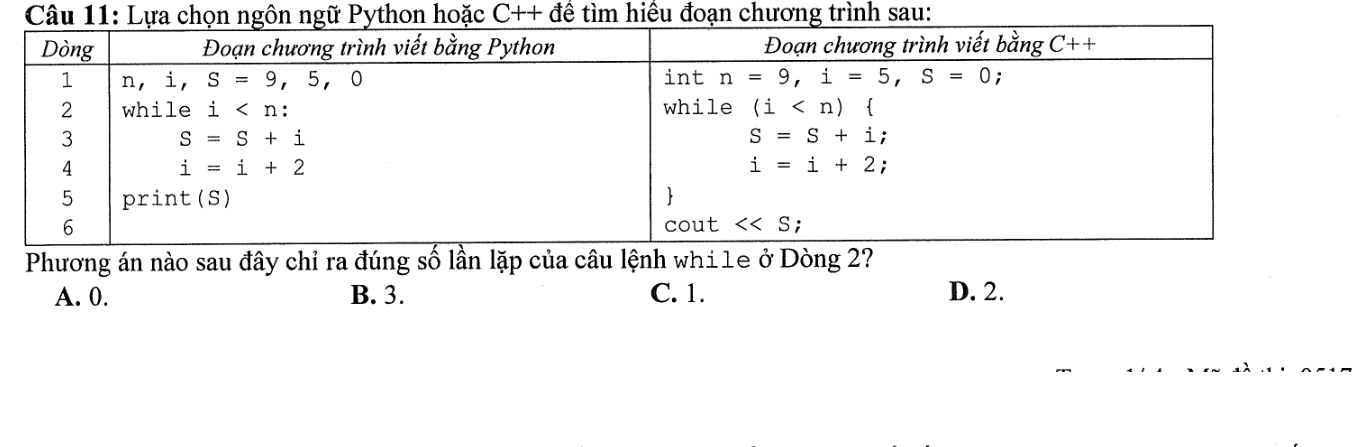 Câu 11: Lựa chọn ngôn ngữ Python hoặc C++ để tìm hiểu đoạn chương trình sau:
Dòng Đoạn chương trình viết bằng Python Đoạn chương trình viết bằng C++
1 n, i, S = 9, 5, 0 int n = 9, i = 5, S = 0;
2 while i < n: while (i < n) {
3 S = S + i S = S + i;
4 i = i + 2 i = i + 2;
5 print(S) }
6 cout << S;
Phương án nào sau đây chỉ ra đúng số lần lặp của câu lệnh while ở Dòng 2?
A. 0. B. 3. C. 1. D. 2.